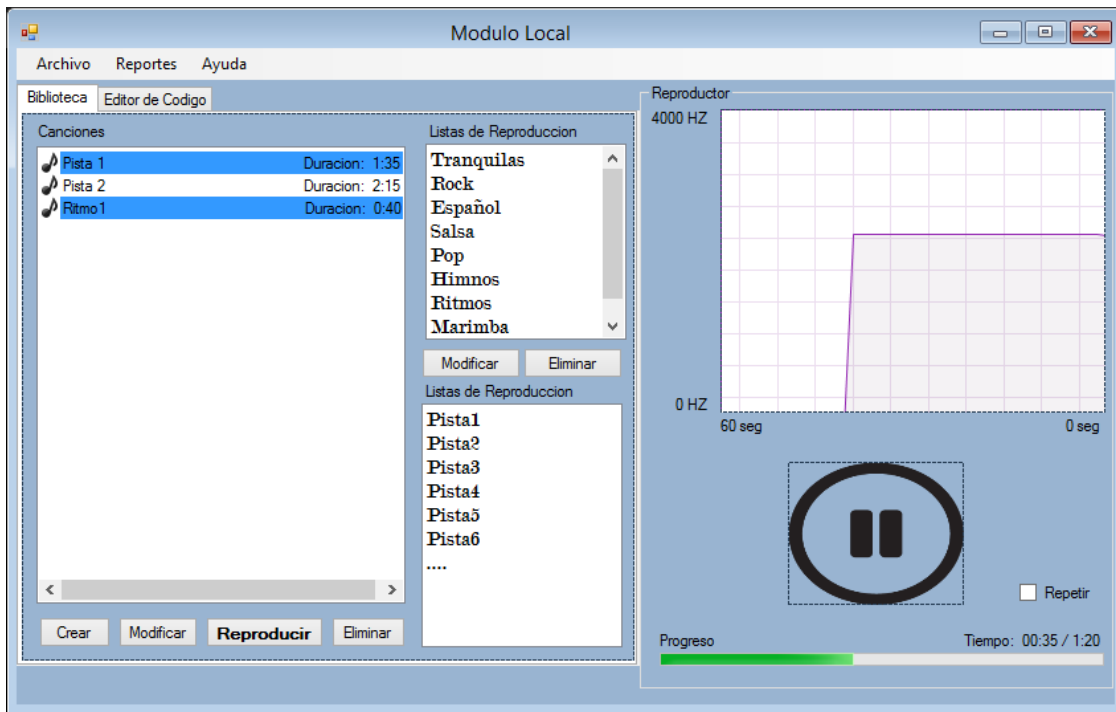 Modulo Local
Archivo Reportes Ayuda
Biblioteca Editor de Codigo
Canciones
Pista 1 Duracion: 1:35
Pista 2 Duracion: 2:15
Ritmo1 Duracion: 0:40
Crear Modificar Reproducir Eliminar
Listas de Reproduccion
Tranquilas
Rock
Español
Salsa
Pop
Himnos
Ritmos
Marimba
Modificar Eliminar
Listas de Reproduccion
Pista1
Pista2
Pista3
Pista4
Pista5
Pista6
....
Reproductor
4000 HZ
0 HZ
60 seg 0 seg
Repetir
Progreso Tiempo: 00:35 / 1:20